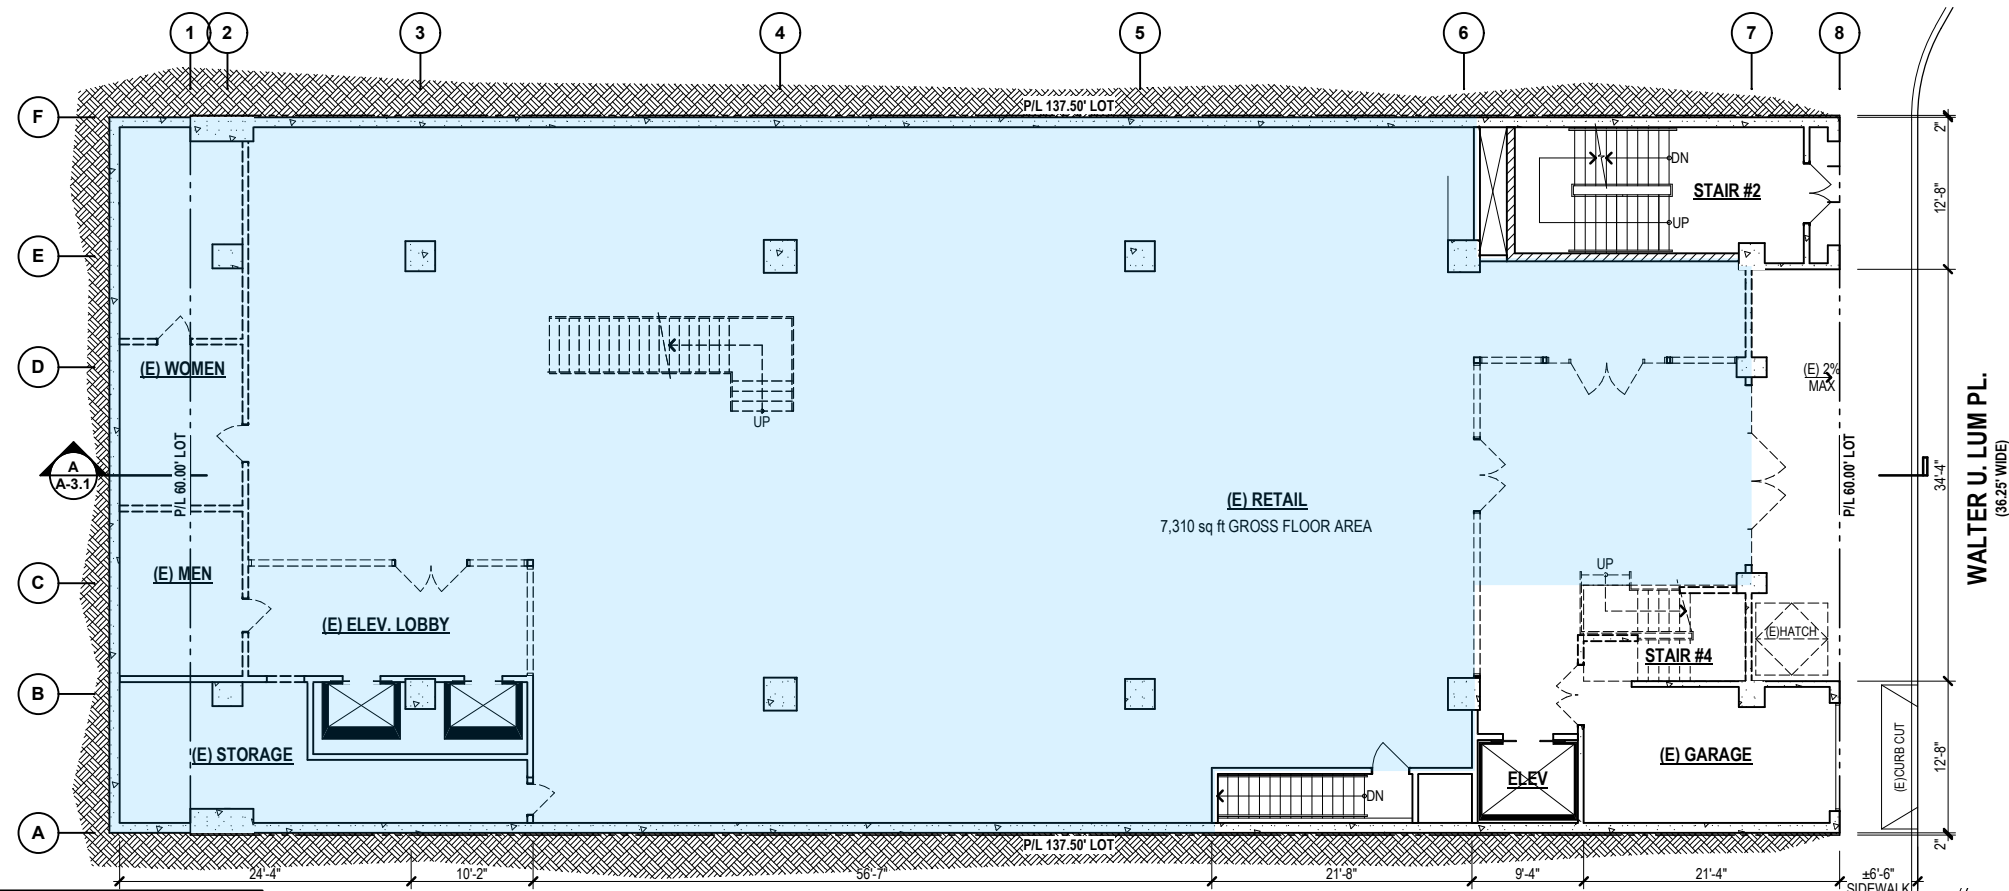 1 2 3 4 5 6 7 8
P/L 137.50' LOT
F
2"
DN
STAIR #2
12'-8"
UP
E
D
(E) WOMEN
(E) 2%
MAX
UP
P/L 60.00' LOT
A
A-3.1
P/L 60.00' LOT
34'-4"
WALTER U. LUM PL.
(36.25' WIDE)
(E) RETAIL
7,310 sq ft GROSS FLOOR AREA
C
(E) MEN
UP
(E) ELEV. LOBBY
(E)HATCH
STAIR #4
B
(E) STORAGE
(E) GARAGE
(E)CURB CUT
12'-8"
ELEV
DN
A
P/L 137.50' LOT
2"
24'-4"
10'-2"
56'-7"
21'-8"
9'-4"
21'-4"
±6'-6"
SIDEWALK